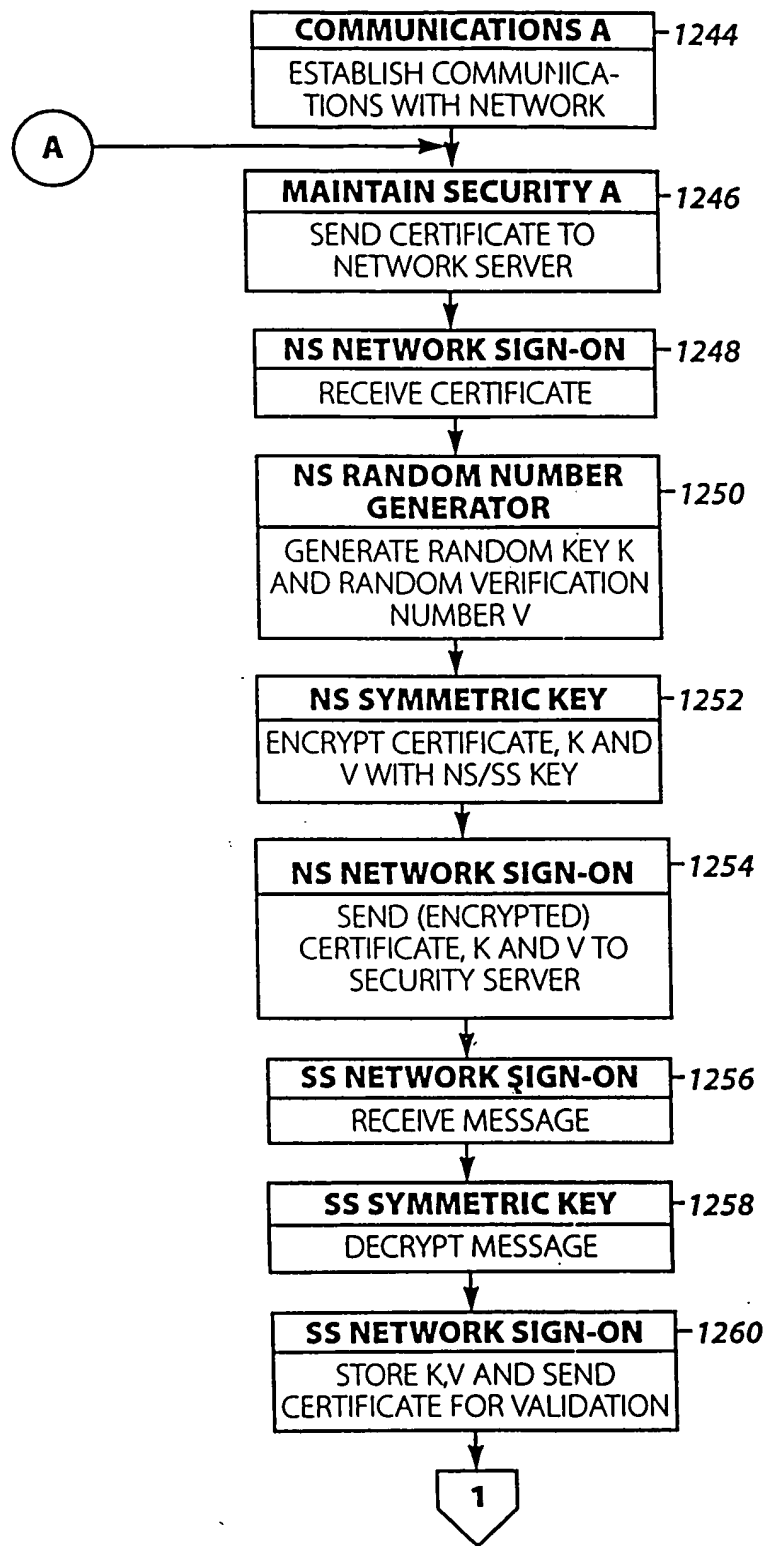 COMMUNICATIONS A
1244
ESTABLISH COMMUNICA-
TIONS WITH NETWORK
A
MAINTAIN SECURITY A
1246
SEND CERTIFICATE TO
NETWORK SERVER
NS NETWORK SIGN-ON
1248
RECEIVE CERTIFICATE
NS RANDOM NUMBER
GENERATOR
1250
GENERATE RANDOM KEY K
AND RANDOM VERIFICATION
NUMBER V
NS SYMMETRIC KEY
1252
ENCRYPT CERTIFICATE, K AND
V WITH NS/SS KEY
NS NETWORK SIGN-ON
1254
SEND (ENCRYPTED)
CERTIFICATE, K AND V TO
SECURITY SERVER
SS NETWORK SIGN-ON
1256
RECEIVE MESSAGE
SS SYMMETRIC KEY
1258
DECRYPT MESSAGE
SS NETWORK SIGN-ON
1260
STORE K,V AND SEND
CERTIFICATE FOR VALIDATION
1